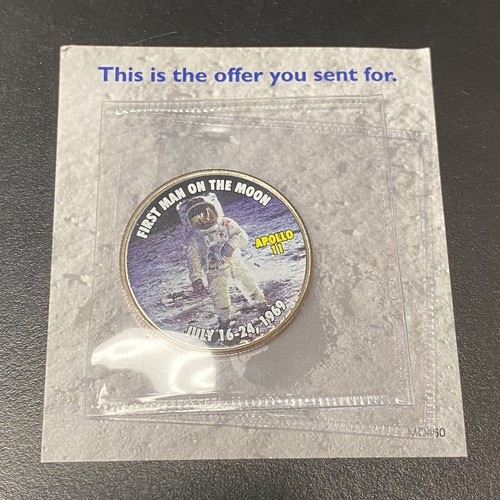 This is the offer you sent for.
FIRST MAN ON THE MOON
APOLLO
11
JULY 16-24, 1969